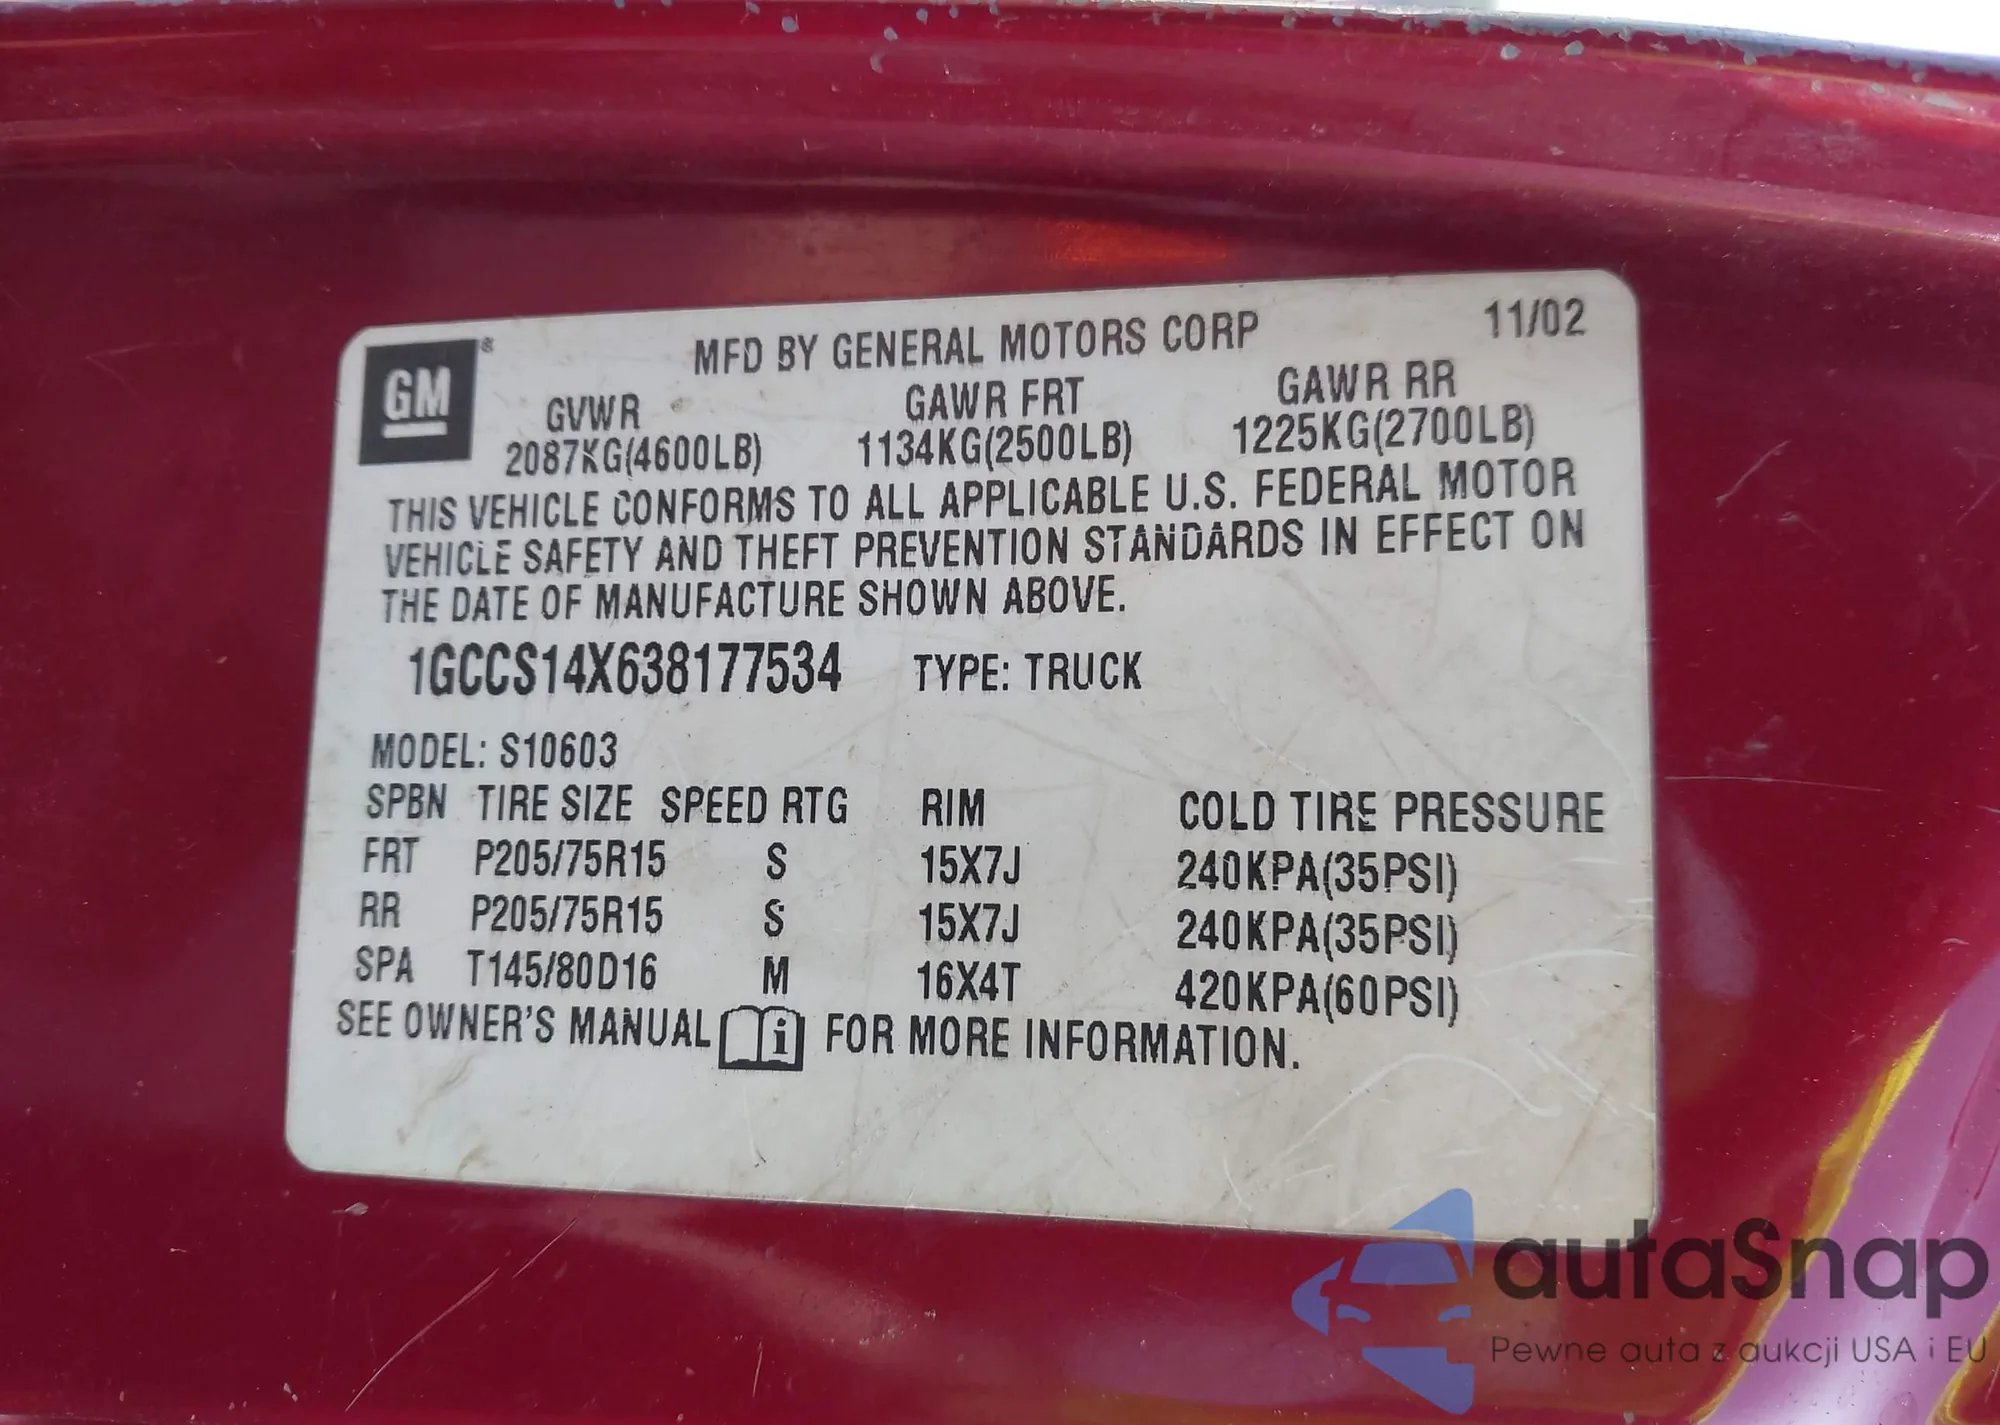 GM
MFD BY GENERAL MOTORS CORP 11/02
GVWR GAWR FRT GAWR RR
2087KG(4600LB) 1134KG(2500LB) 1225KG(2700LB)
THIS VEHICLE CONFORMS TO ALL APPLICABLE U.S. FEDERAL MOTOR
VEHICLE SAFETY AND THEFT PREVENTION STANDARDS IN EFFECT ON
THE DATE OF MANUFACTURE SHOWN ABOVE.
1GCCS14X638177534 TYPE: TRUCK
MODEL: S10603
SPBN TIRE SIZE SPEED RTG RIM COLD TIRE PRESSURE
FRT P205/75R15 S 15X7J 240KPA(35PSI)
RR P205/75R15 S 15X7J 240KPA(35PSI)
SPA T145/80D16 M 16X4T 420KPA(60PSI)
SEE OWNER'S MANUAL i FOR MORE INFORMATION.
autaSnap
Pewne auta z aukcji USA i EU